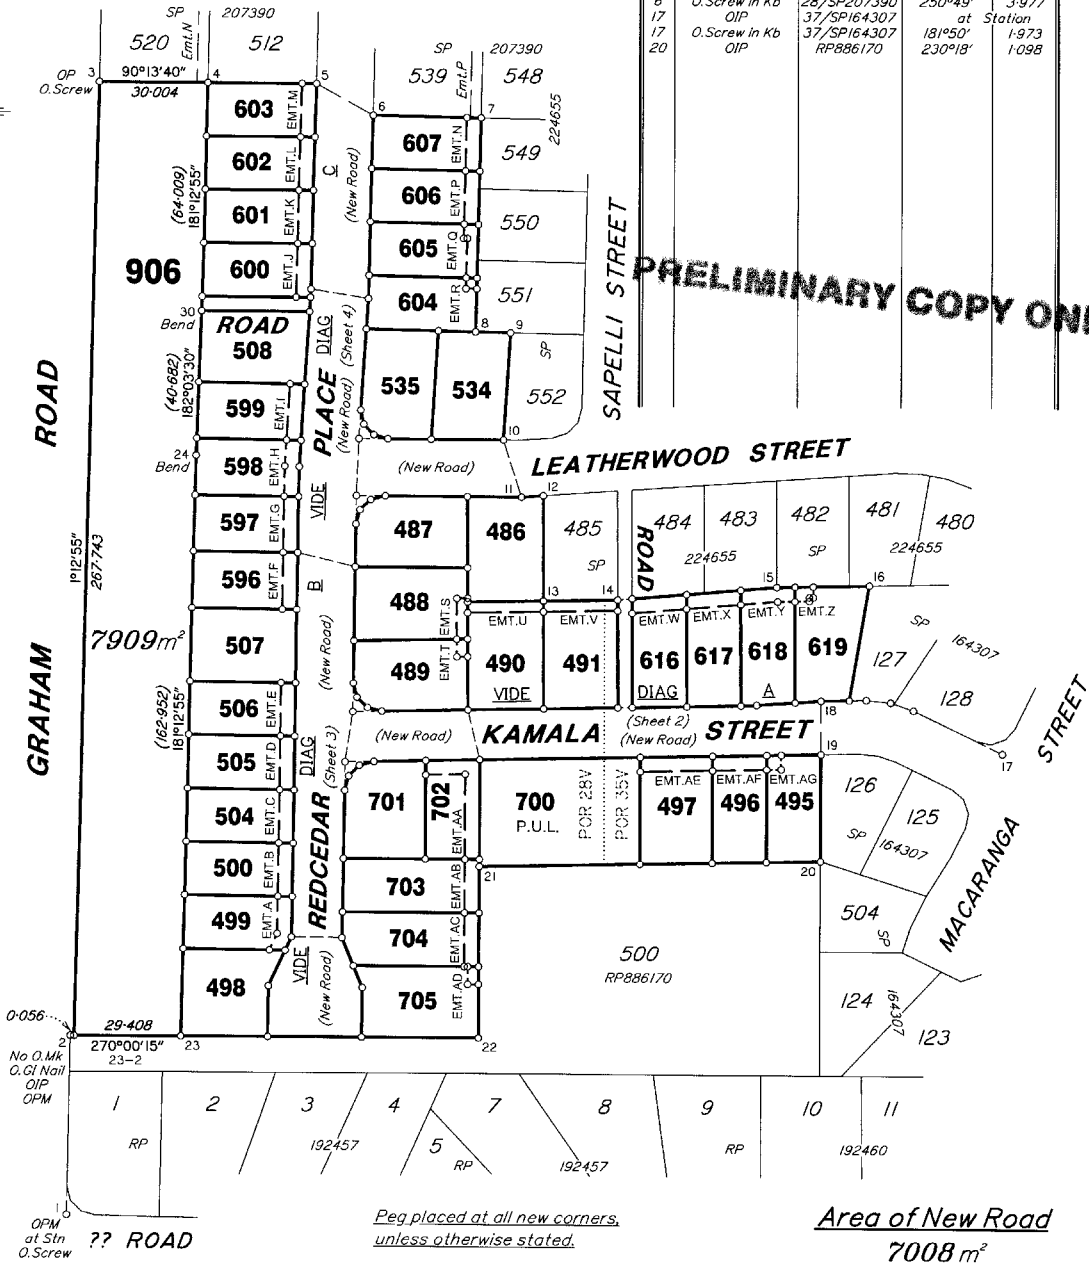 SP 207390
520
Emt.N
512
SP 207390
539
Emt.P
548
224655
6 O.Screw in Kb 28/SP207390 250°49' 3·977
17 OIP 37/SP164307 at Station
17 O.Screw in Kb 37/SP164307 181°50' 1·973
20 OIP RP886170 230°18' 1·098
OP 3
O.Screw
90°13'40"
30·004
4
5
6
7
603
EMT.M
602
EMT.L
601
EMT.K
600
EMT.J
(64·009)
181°12'55"
C
(New Road)
607
EMT.N
606
EMT.P
605
EMT.Q
604
EMT.R
549
550
551
552
SP
8
9
10
SAPELLI STREET
PRELIMINARY COPY ON
906
30
Bend
ROAD
508
(40·682)
182°03'30"
24
Bend
599
EMT.I
598
EMT.H
597
EMT.G
596
EMT.F
507
DIAG
(Sheet 4)
PLACE
(New Road)
VIDE
B
(New Road)
535
534
(New Road)
LEATHERWOOD STREET
11
12
487
486
485
SP
ROAD
484
483
482
481
480
224655
SP
224655
488
EMT.S
489
EMT.T
13
14
15
16
EMT.U
EMT.V
EMT.W
EMT.X
EMT.Y
EMT.Z
490
491
616
617
618
619
VIDE
DIAG
A
SP
164307
127
128
(Sheet 2)
(New Road)
(New Road)
KAMALA STREET
18
19
17
GRAHAM ROAD
1°12'55"
267·743
7909m²
(162·952)
181°12'55"
506
EMT.E
505
EMT.D
504
EMT.C
500
EMT.B
499
EMT.A
498
DIAG
(Sheet 3)
REDCEDAR
VIDE
(New Road)
701
702
EMT.AA
703
EMT.AB
704
EMT.AC
705
EMT.AD
700
P.U.L.
POR 28V
POR 35V
EMT.AE
EMT.AF
EMT.AG
497
496
495
21
20
126
125
SP
164307
504
SP
124
164307
123
MACARANGA STREET
500
RP886170
0·056
2
29·408
270°00'15"
23-2
23
22
No O.Mk
O.GI Nail
OIP
OPM
1
2
3
4
5
7
8
9
10
11
RP
192457
RP
192457
RP
192460
1
OPM
at Stn
O.Screw
?? ROAD
Peg placed at all new corners,
unless otherwise stated.
Area of New Road
7008 m²